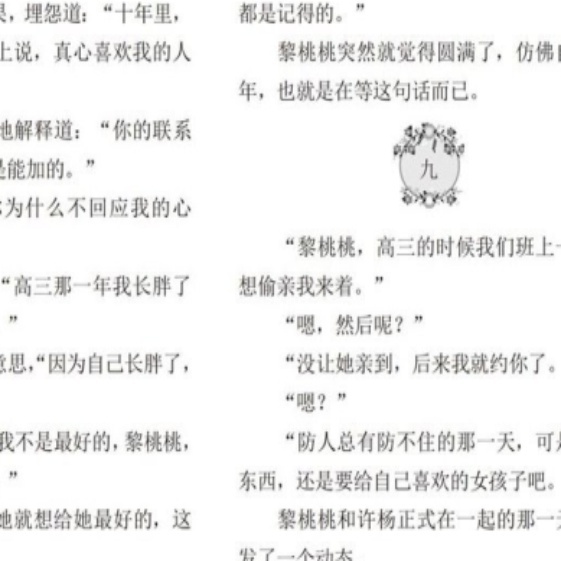 埋怨道：“十年里，
上说，真心喜欢我的人
地解释道：“你的联系
是能加的。”
为什么不回应我的心
“高三那一年我长胖了
”
意思，“因为自己长胖了，
我不是最好的，黎桃桃，
”
她就想给她最好的，这
都是记得的。”
黎桃桃突然就觉得圆满了，仿佛
年，也就是在等这句话而已。
九
“黎桃桃，高三的时候我们班上
想偷亲我来着。”
“嗯，然后呢？”
“没让她亲到，后来我就约你了。
“嗯？”
“防人总有防不住的那一天，可是
东西，还是要给自己喜欢的女孩子吧。
黎桃桃和许杨正式在一起的那一天
发了一个动态